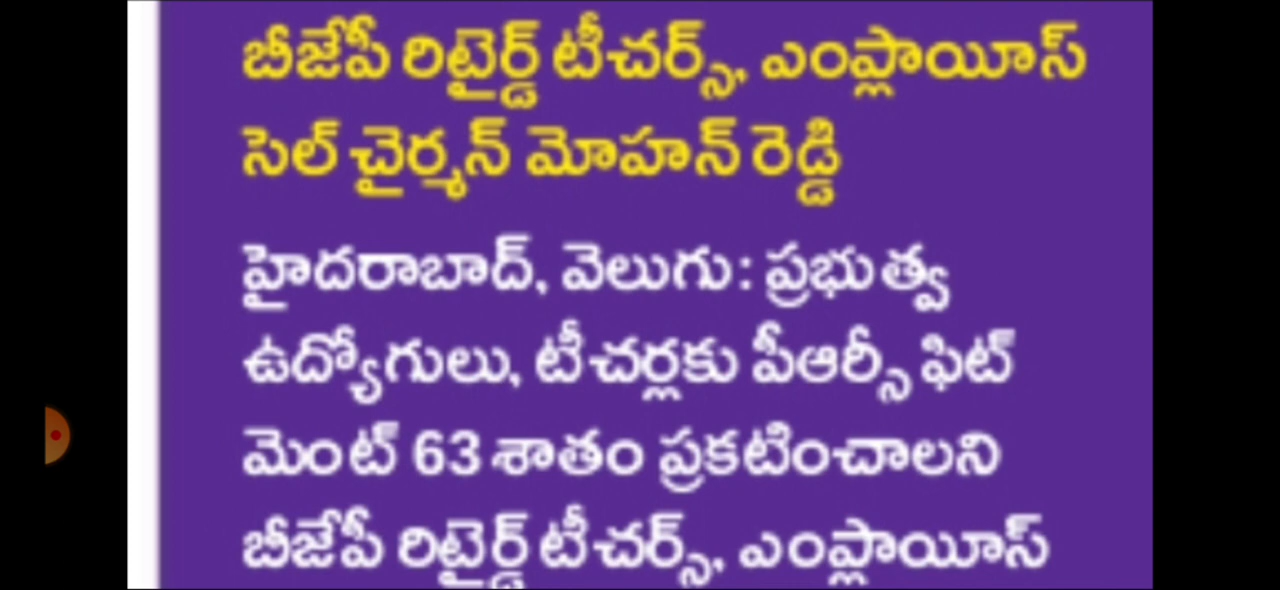 బీజేపీ రిటైర్డ్ టీచర్స్, ఎంప్లాయీస్
సెల్ చైర్మన్ మోహన్ రెడ్డి
హైదరాబాద్, వెలుగు: ప్రభుత్వ
ఉద్యోగులు, టీచర్లకు పీఆర్సీ ఫిట్
మెంట్ 63 శాతం ప్రకటించాలని
బీజేపీ రిటైర్డ్ టీచర్స్, ఎంప్లాయీస్